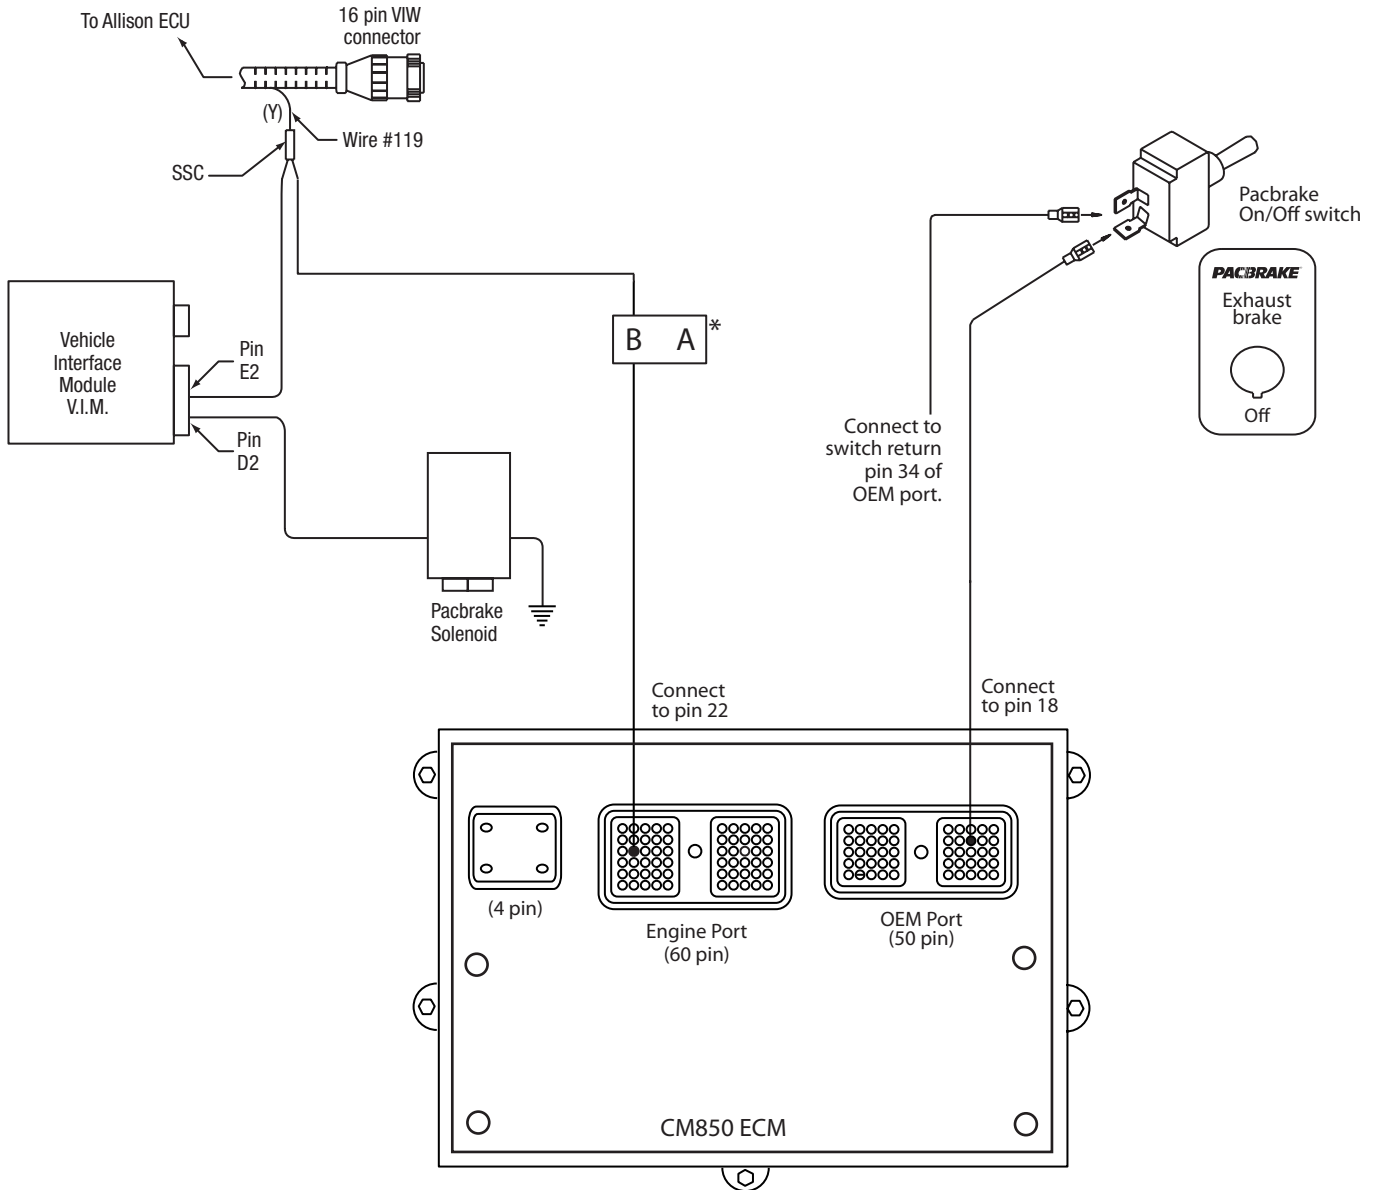 To Allison ECU
16 pin VIW
connector
(Y)
Wire #119
SSC
Pacbrake
On/Off switch
PACBRAKE
Exhaust
brake
Off
Vehicle
Interface
Module
V.I.M.
Pin
E2
Pin
D2
B A *
Connect to
switch return
pin 34 of
OEM port.
Pacbrake
Solenoid
Connect
to pin 22
Connect
to pin 18
(4 pin)
Engine Port
(60 pin)
OEM Port
(50 pin)
CM850 ECM